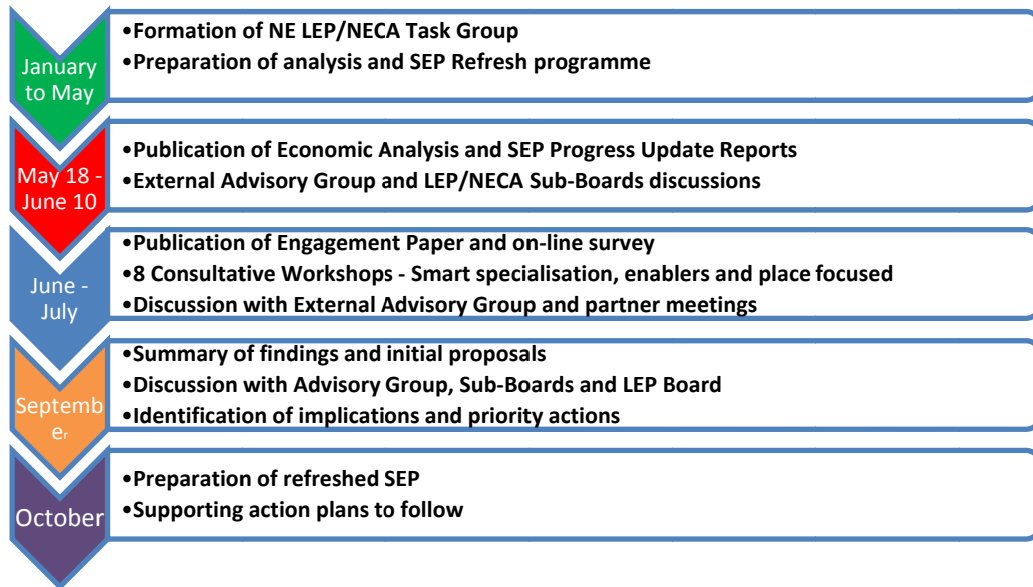 January
to May
•Formation of NE LEP/NECA Task Group
•Preparation of analysis and SEP Refresh programme
May 18 -
June 10
•Publication of Economic Analysis and SEP Progress Update Reports
•External Advisory Group and LEP/NECA Sub-Boards discussions
June -
July
•Publication of Engagement Paper and on-line survey
•8 Consultative Workshops - Smart specialisation, enablers and place focused
•Discussion with External Advisory Group and partner meetings
Septemb
er
•Summary of findings and initial proposals
•Discussion with Advisory Group, Sub-Boards and LEP Board
•Identification of implications and priority actions
October
•Preparation of refreshed SEP
•Supporting action plans to follow